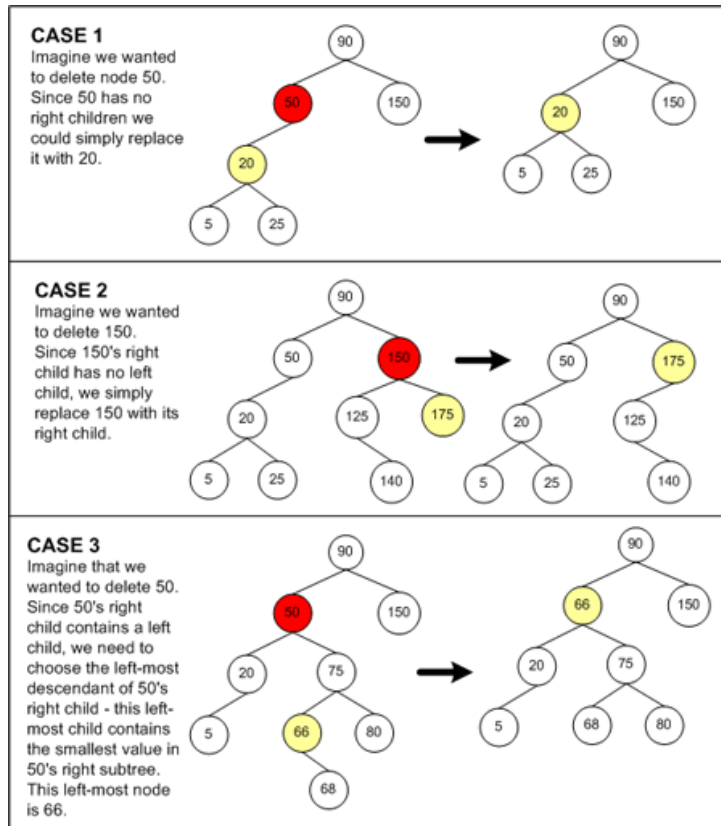 CASE 1
Imagine we wanted
to delete node 50.
Since 50 has no
right children we
could simply replace
it with 20.
90
50
150
20
5
25
90
20
150
5
25
CASE 2
Imagine we wanted
to delete 150.
Since 150's right
child has no left
child, we simply
replace 150 with its
right child.
90
50
150
20
125
175
5
25
140
90
50
175
20
125
5
25
140
CASE 3
Imagine that we
wanted to delete 50.
Since 50's right
child contains a left
child, we need to
choose the left-most
descendant of 50's
right child - this left-
most child contains
the smallest value in
50's right subtree.
This left-most node
is 66.
90
50
150
20
75
5
66
80
68
90
66
150
20
75
5
68
80